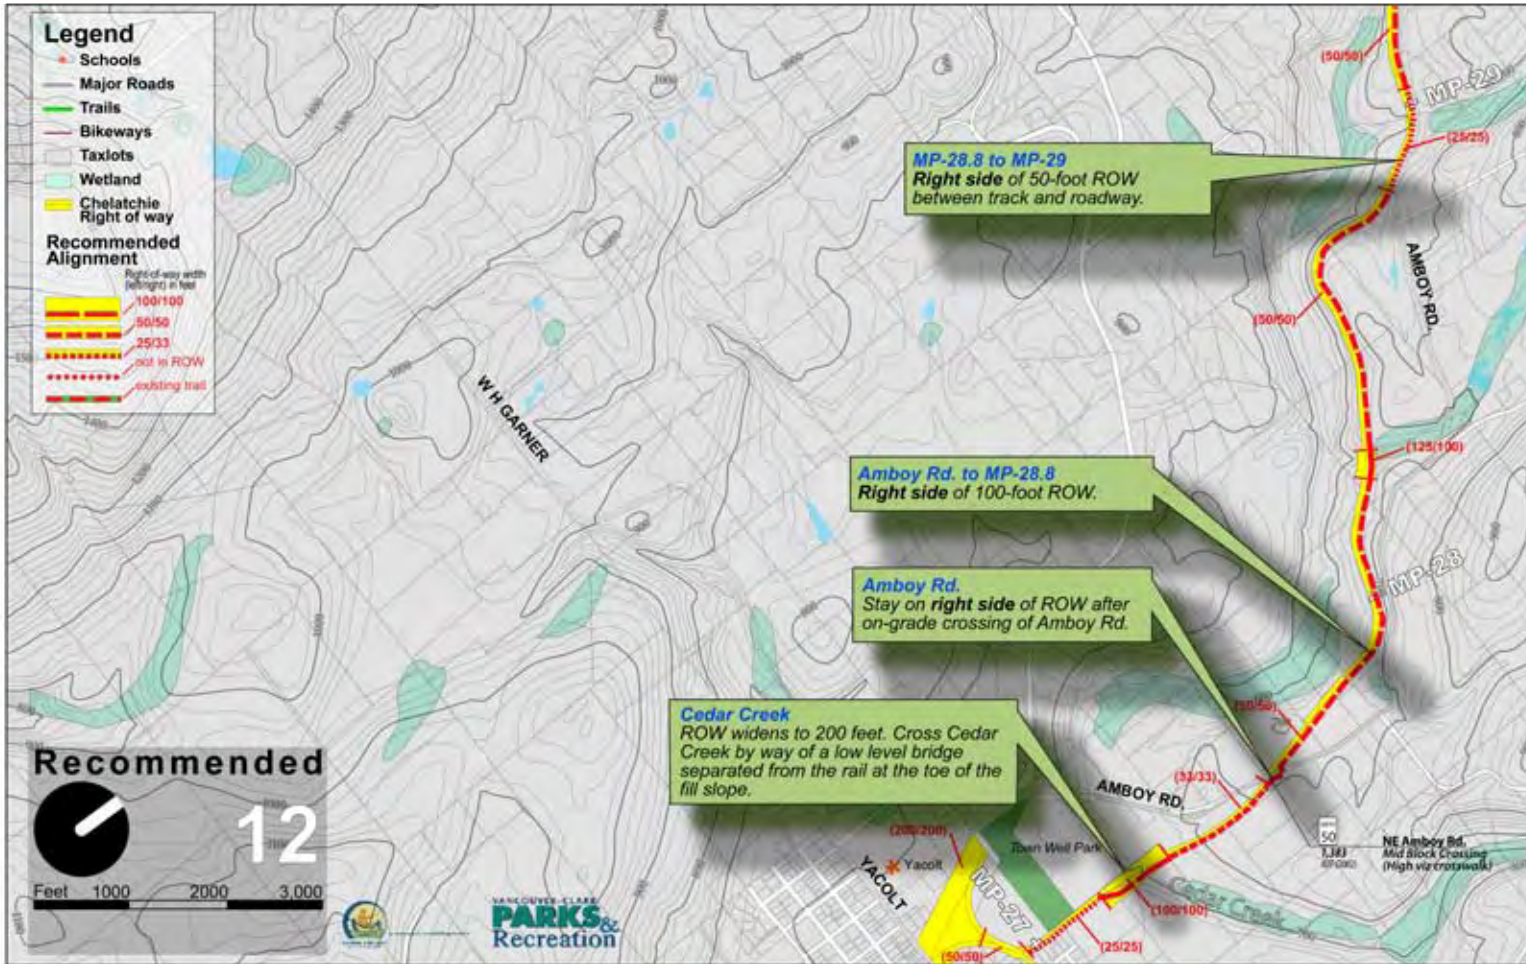 Legend
Schools
Major Roads
Trails
Bikeways
Taxlots
Wetland
Chelatchie
Right of way
Recommended
Alignment
Right-of-way width
(left/right) in feet
100/100
50/50
25/33
not in ROW
existing trail
(50/50)
MP-29
(25/25)
MP-28.8 to MP-29
Right side of 50-foot ROW
between track and roadway.
AMBOY RD.
(50/50)
W H GARNER
(125/100)
Amboy Rd. to MP-28.8
Right side of 100-foot ROW.
MP-28
Amboy Rd.
Stay on right side of ROW after
on-grade crossing of Amboy Rd.
(50/50)
Cedar Creek
ROW widens to 200 feet. Cross Cedar
Creek by way of a low level bridge
separated from the rail at the toe of the
fill slope.
(33/33)
AMBOY RD.
50
NE Amboy Rd.
Mid Block Crossing
(High viz crosswalk)
(200/200)
Town Well Park
Yacolt
YACOLT
MP-27
Cedar Creek
(100/100)
(25/25)
(50/50)
Recommended
12
Feet 1000 2000 3,000
VANCOUVER-CLARK
PARKS &
Recreation